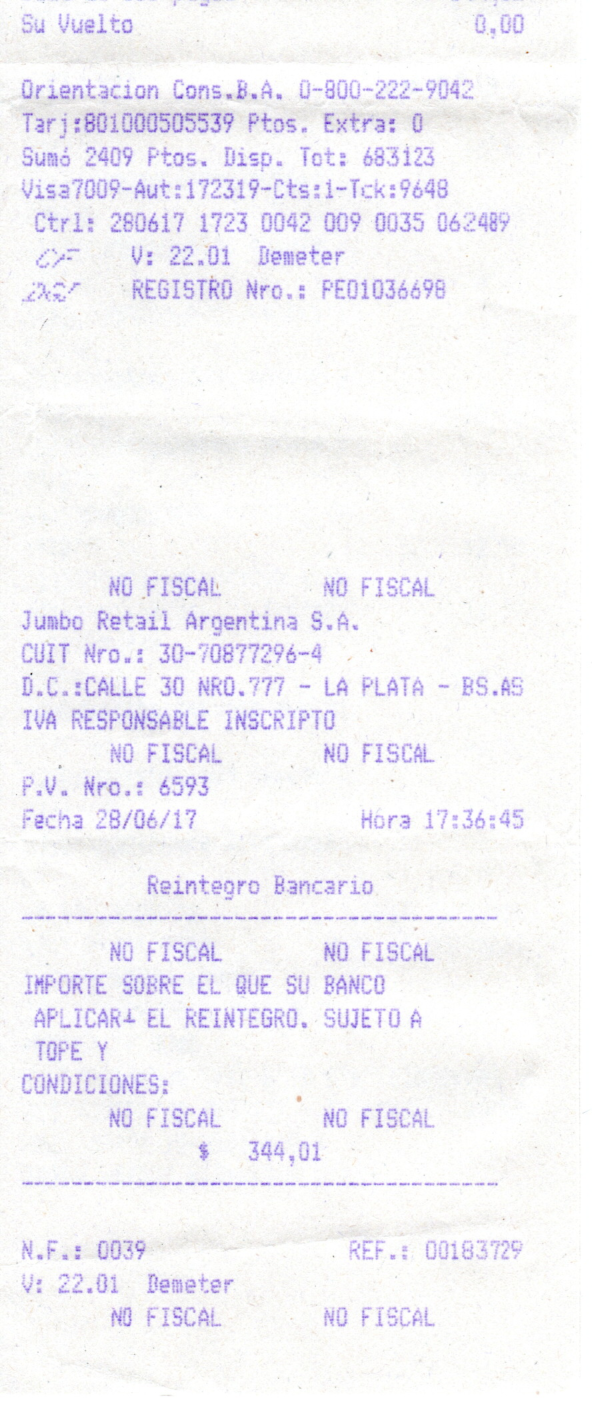 Su Vuelto 0,00
Orientacion Cons.B.A. 0-800-222-9042
Tarj:801000505539 Ptos. Extra: 0
Sumó 2409 Ptos. Disp. Tot: 683123
Visa7009-Aut:172319-Cts:1-Tck:9648
Ctrl: 280617 1723 0042 009 0035 062489
V: 22.01 Demeter
REGISTRO Nro.: PEO1036698
NO FISCAL NO FISCAL
Jumbo Retail Argentina S.A.
CUIT Nro.: 30-70877296-4
D.C.:CALLE 30 NRO.777 - LA PLATA - BS.AS
IVA RESPONSABLE INSCRIPTO
NO FISCAL NO FISCAL
P.V. Nro.: 6593
Fecha 28/06/17 Hora 17:36:45
Reintegro Bancario
NO FISCAL NO FISCAL
IMPORTE SOBRE EL QUE SU BANCO
APLICAR┴ EL REINTEGRO. SUJETO A
TOPE Y
CONDICIONES:
NO FISCAL NO FISCAL
$ 344,01
N.F.: 0039 REF.: 00183729
V: 22.01 Demeter
NO FISCAL NO FISCAL